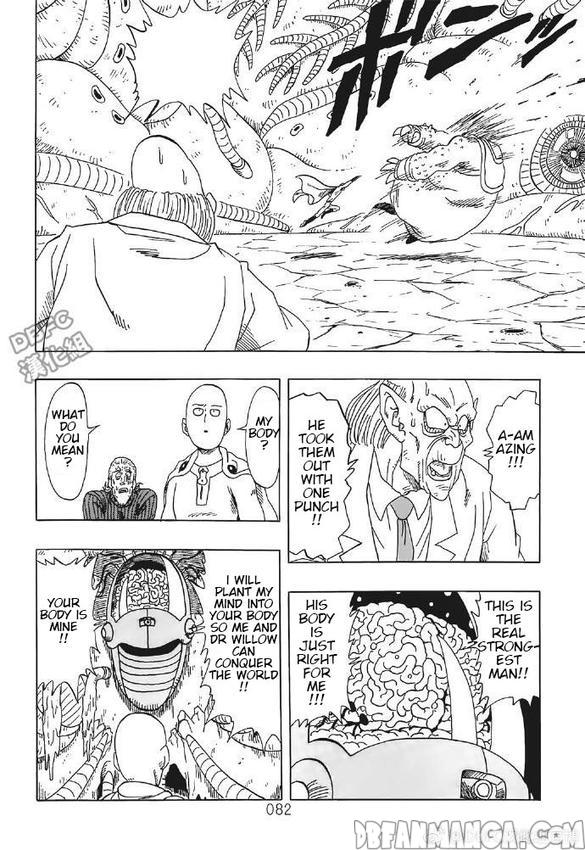 ボーン
DEFC
漢化組
A-AM
AZING
!!!
HE
TOOK
THEM
OUT
WITH
ONE
PUNCH
!!
MY
BODY?
WHAT
DO
YOU
MEAN
?
THIS IS
THE
REAL
STRONG-
EST
MAN!!
HIS
BODY IS
JUST
RIGHT
FOR
ME !!!
I WILL
PLANT MY
MIND INTO
YOUR BODY
SO ME AND
DR WILLOW
CAN
CONQUER
THE WORLD
!!
YOUR
BODY IS
MINE
!!
082
DBFANMANGA.COM